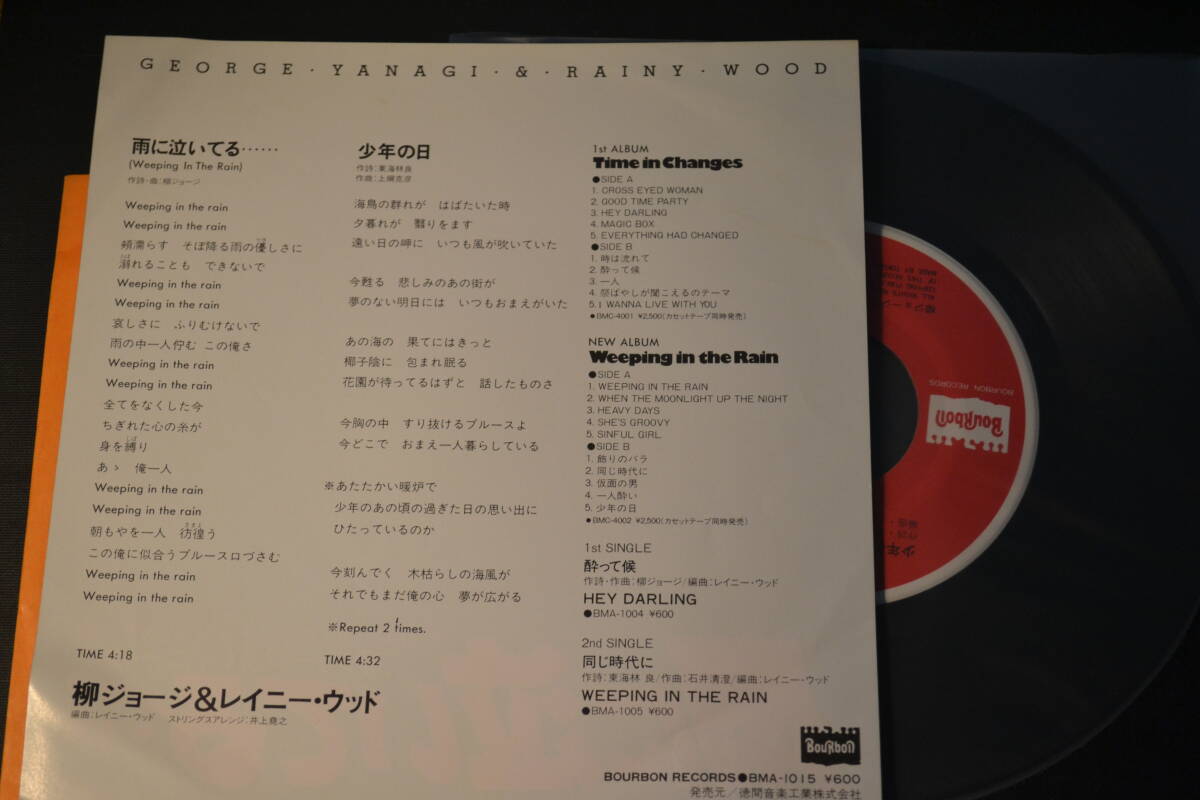 GEORGE・YANAGI・&・RAINY・WOOD
雨に泣いてる……
(Weeping In The Rain)
作詩・曲:柳ジョージ
Weeping in the rain
Weeping in the rain
頬濡らす そぼ降る雨の優しさに
溺れることも できないで
Weeping in the rain
Weeping in the rain
哀しさに ふりむけないで
雨の中一人佇む この俺さ
Weeping in the rain
Weeping in the rain
全てをなくした今
ちぎれた心の糸が
身を縛り
あゝ 俺一人
Weeping in the rain
Weeping in the rain
朝もやを一人 彷徨う
この俺に似合うブルース口づさむ
Weeping in the rain
Weeping in the rain
TIME 4:18
少年の日
作詩:東海林良
作曲:上綱克彦
海鳥の群れが はばたいた時
夕暮れが 翳りをます
遠い日の岬に いつも風が吹いていた
今甦る 悲しみのあの街が
夢のない明日には いつもおまえがいた
あの海の 果てにはきっと
椰子陰に 包まれ眠る
花園が待ってるはずと 話したものさ
今胸の中 すり抜けるブルースよ
今どこで おまえ一人暮らしている
※あたたかい暖炉で
少年のあの頃の過ぎた日の思い出に
ひたっているのか
今刻んでく 木枯らしの海風が
それでもまだ俺の心 夢が広がる
※Repeat 2 times.
TIME 4:32
柳ジョージ&レイニー・ウッド
編曲:レイニー・ウッド ストリングスアレンジ:井上堯之
1st ALBUM
Time in Changes
●SIDE A
1. CROSS EYED WOMAN
2. GOOD TIME PARTY
3. HEY DARLING
4. MAGIC BOX
5. EVERYTHING HAD CHANGED
●SIDE B
1. 時は流れて
2. 酔って候
3. 一人
4. 祭ばやしが聞こえるのテーマ
5. I WANNA LIVE WITH YOU
●BMC-4001 ¥2,500(カセットテープ同時発売)
NEW ALBUM
Weeping in the Rain
●SIDE A
1. WEEPING IN THE RAIN
2. WHEN THE MOONLIGHT UP THE NIGHT
3. HEAVY DAYS
4. SHE'S GROOVY
5. SINFUL GIRL
●SIDE B
1. 飾りのバラ
2. 同じ時代に
3. 仮面の男
4. 一人酔い
5. 少年の日
●BMC-4002 ¥2,500(カセットテープ同時発売)
1st SINGLE
酔って候
作詩・作曲:柳ジョージ/編曲:レイニー・ウッド
HEY DARLING
●BMA-1004 ¥600
2nd SINGLE
同じ時代に
作詩:東海林 良/作曲:石井清澄/編曲:レイニー・ウッド
WEEPING IN THE RAIN
●BMA-1005 ¥600
BOURBON
BOURBON RECORDS●BMA-1015 ¥600
発売元/徳間音楽工業株式会社
BOURBON RECORDS
BOURBON
少年